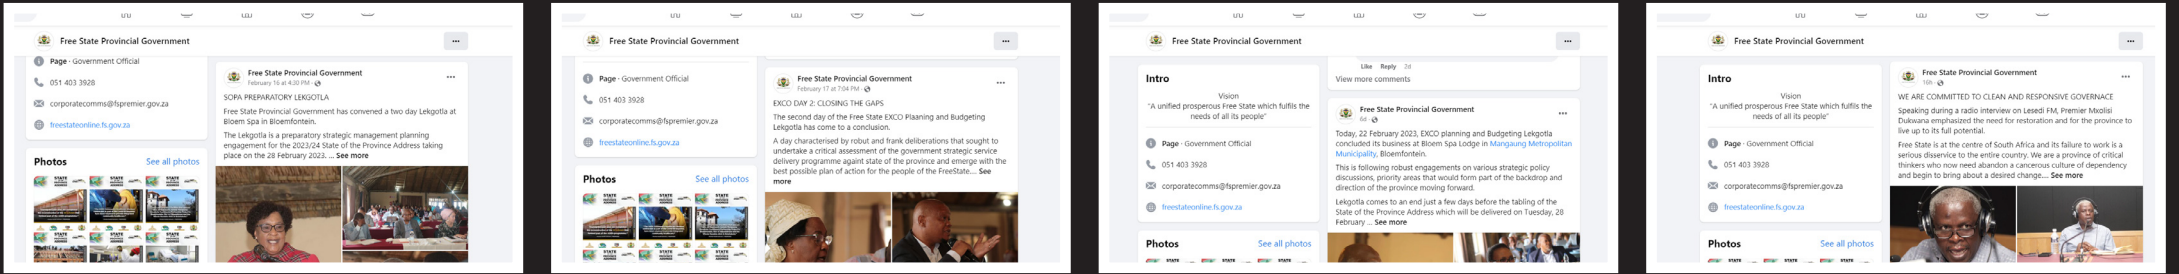 Free State Provincial Government
...
Page · Government Official
051 403 3928
corporatecomms@fspremier.gov.za
freestateonline.fs.gov.za
Photos
See all photos
Free State Provincial Government
...
February 16 at 4:30 PM ·
SOPA PREPARATORY LEKGOTLA
Free State Provincial Government has convened a two day Lekgotla at
Bloem Spa in Bloemfontein.
The Lekgotla is a preparatory strategic management planning
engagement for the 2023/24 State of the Province Address taking
place on the 28 February 2023. ... See more
Free State Provincial Government
...
Page · Government Official
051 403 3928
corporatecomms@fspremier.gov.za
freestateonline.fs.gov.za
Photos
See all photos
Free State Provincial Government
...
February 17 at 7:04 PM ·
EXCO DAY 2: CLOSING THE GAPS
The second day of the Free State EXCO Planing and Budgeting
Lekgotla has come to a conclusion.
A day characterised by robut and frank deliberations that sought to
undertake a critical assessment of the government strategic service
delivery programme againt state of the province and emerge with the
best possible plan of action for the people of the FreeState.... See
more
Free State Provincial Government
...
Intro
Vision
"A unified prosperous Free State which fulfils the
needs of all its people"
Page · Government Official
051 403 3928
corporatecomms@fspremier.gov.za
freestateonline.fs.gov.za
Photos
See all photos
Like Reply 2d
View more comments
Free State Provincial Government
...
6d ·
Today, 22 February 2023, EXCO planning and Budgeting Lekgotla
concluded its business at Bloem Spa Lodge in Mangaung Metropolitan
Municipality, Bloemfontein.
This is following robust engagements on various strategic policy
discussions, priority areas that would form part of the backdrop and
direction of the province moving forward.
Lekgotla comes to an end just a few days before the tabling of the
State of the Province Address which will be delivered on Tuesday, 28
February ... See more
Free State Provincial Government
...
Intro
Vision
"A unified prosperous Free State which fulfils the
needs of all its people"
Page · Government Official
051 403 3928
corporatecomms@fspremier.gov.za
freestateonline.fs.gov.za
Photos
See all photos
Free State Provincial Government
...
16h ·
WE ARE COMMITTED TO CLEAN AND RESPONSIVE GOVERNACE
Speaking during a radio interview on Lesedi FM, Premier Mxolisi
Dukwana emphasized the need for restoration and for the province to
live up to its full potential.
Free State is at the centre of South Africa and its failure to work is a
serious disservice to the entire country. We are a province of critical
thinkers who now need abandon a cancerous culture of dependency
and begin to bring about a desired change.... See more